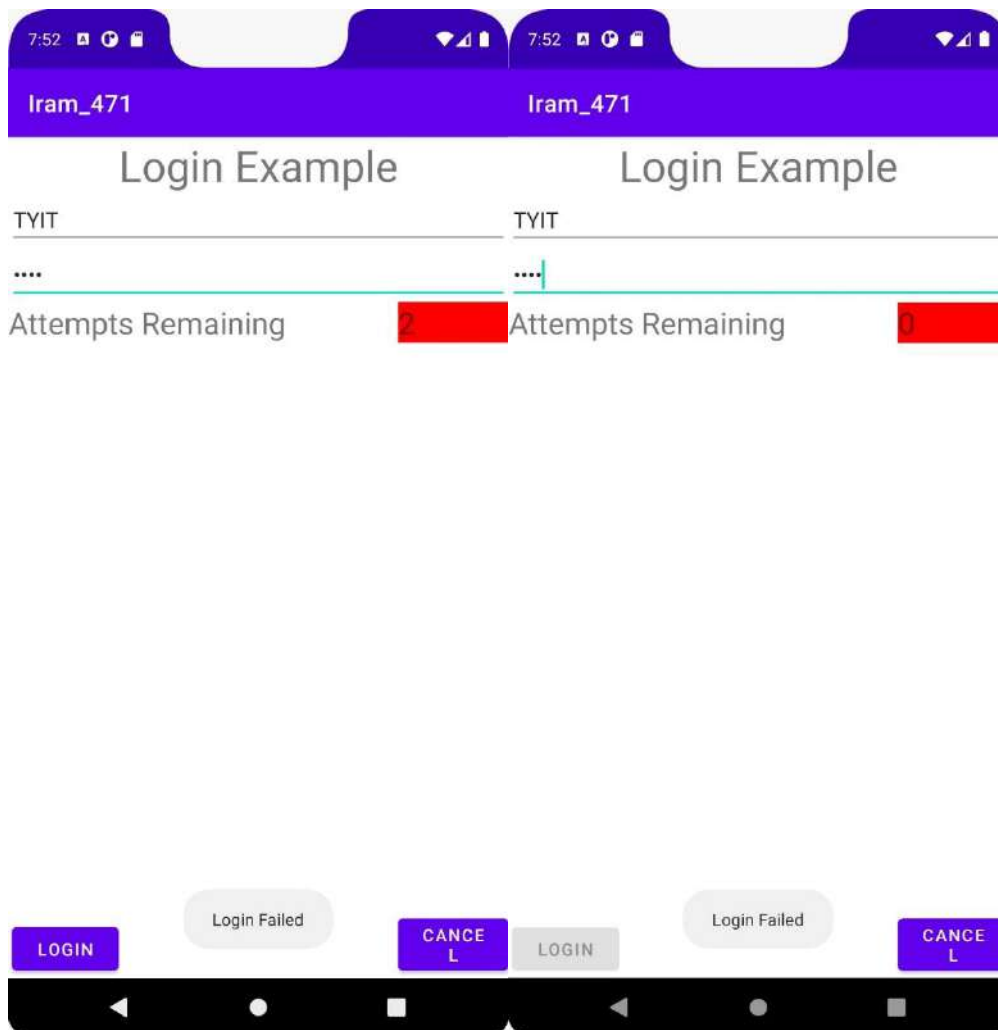 7:52
Iram_471
Login Example
TYIT
••••
Attempts Remaining 2
Login Failed
LOGIN
CANCE
L
7:52
Iram_471
Login Example
TYIT
••••
Attempts Remaining 0
Login Failed
LOGIN
CANCE
L